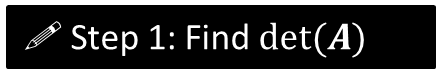 Step 1: Find det(𝑨)